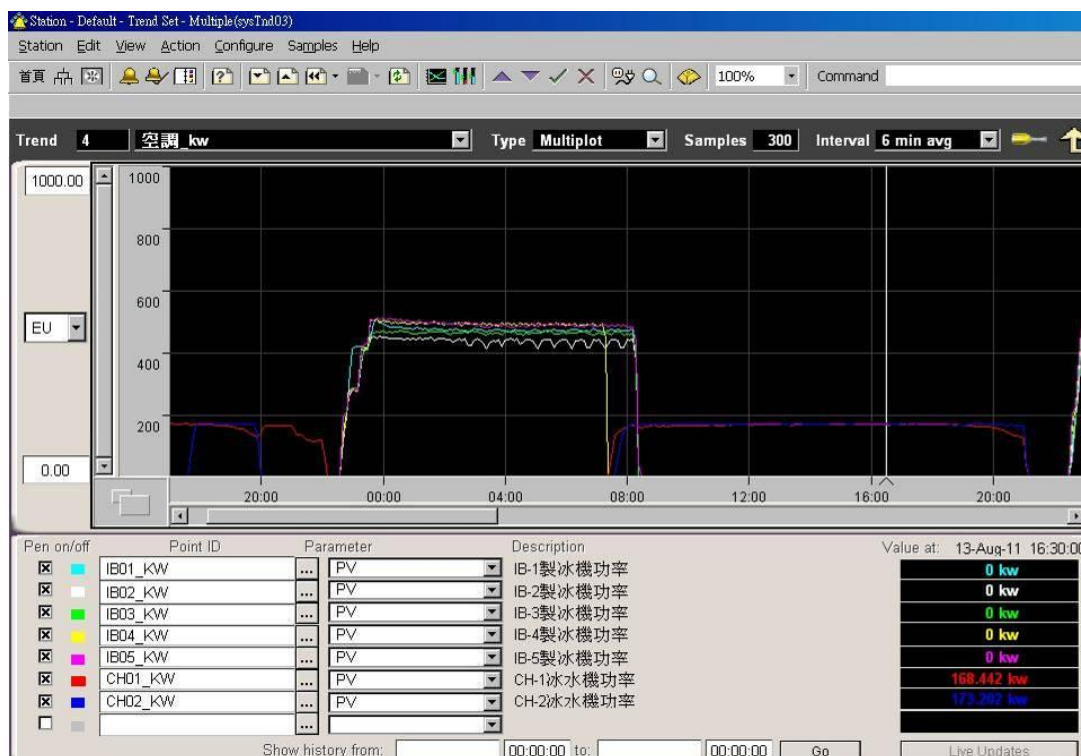 Station - Default - Trend Set - Multiple(sysTnd03)
Station Edit View Action Configure Samples Help
首頁 100% Command
Trend 4 空調_kw Type Multiplot Samples 300 Interval 6 min avg
1000.00 1000
800
600
EU
400
200
0.00
20:00 00:00 04:00 08:00 12:00 16:00 20:00
Pen on/off Point ID Parameter Description Value at: 13-Aug-11 16:30:00
IB01_KW ... PV IB-1製冰機功率 0 kw
IB02_KW ... PV IB-2製冰機功率 0 kw
IB03_KW ... PV IB-3製冰機功率 0 kw
IB04_KW ... PV IB-4製冰機功率 0 kw
IB05_KW ... PV IB-5製冰機功率 0 kw
CH01_KW ... PV CH-1冰水機功率 168.442 kw
CH02_KW ... PV CH-2冰水機功率 173.202 kw
...
Show history from: 00:00:00 to: 00:00:00 Go Live Updates